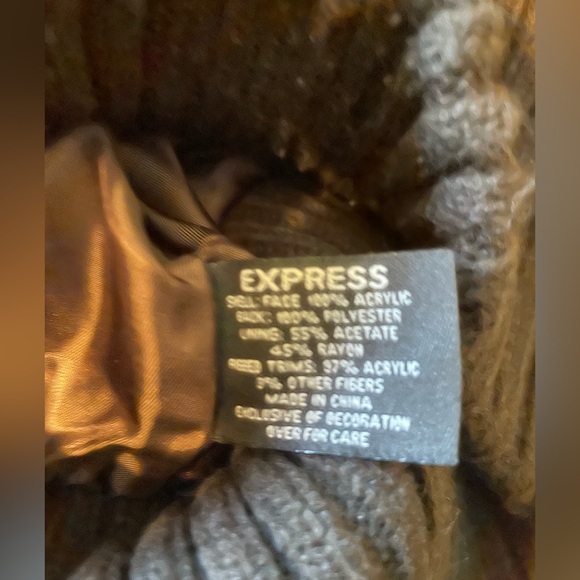 EXPRESS
SHELL: FACE 100% ACRYLIC
BACK: 100% POLYESTER
LINING: 55% ACETATE
45% RAYON
RIBBED TRIMS: 97% ACRYLIC
3% OTHER FIBERS
MADE IN CHINA
EXCLUSIVE OF DECORATION
OVER FOR CARE